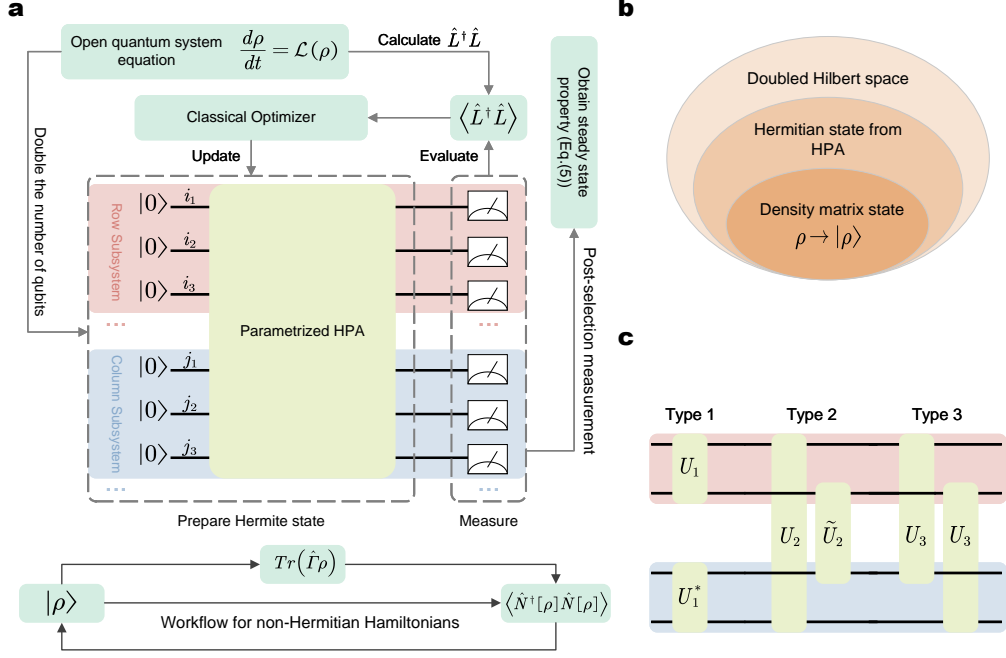 a
Open quantum system
equation
dρ/dt = 𝓛(ρ)
Calculate L̂†L̂
Classical Optimizer
⟨L̂†L̂⟩
Update
Evaluate
Obtain steady state
property (Eq.(5))
Double the number of qubits
Row Subsystem
|0⟩ i₁
|0⟩ i₂
|0⟩ i₃
...
...
Parametrized HPA
Column Subsystem
|0⟩ j₁
|0⟩ j₂
|0⟩ j₃
...
...
Post-selection measurement
Prepare Hermite state
Measure
Tr(Γ̂ρ)
|ρ⟩
⟨N̂†[ρ]N̂[ρ]⟩
Workflow for non-Hermitian Hamiltonians
b
Doubled Hilbert space
Hermitian state from
HPA
Density matrix state
ρ → |ρ⟩
c
Type 1 Type 2 Type 3
U₁
U₂ Ũ₂ U₃ U₃
U₁*